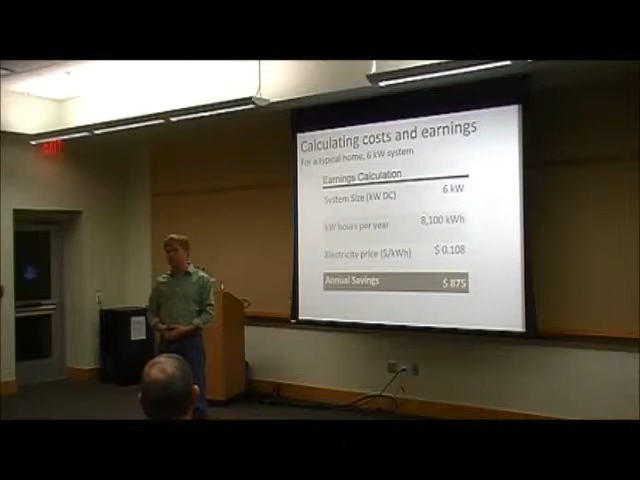 EXIT
Calculating costs and earnings
For a typical home, 6 kW system
Earnings Calculation
System Size (kW DC) 6 kW
kW hours per year 8,100 kWh
Electricity price ($/kWh) $ 0.108
Annual Savings $ 875